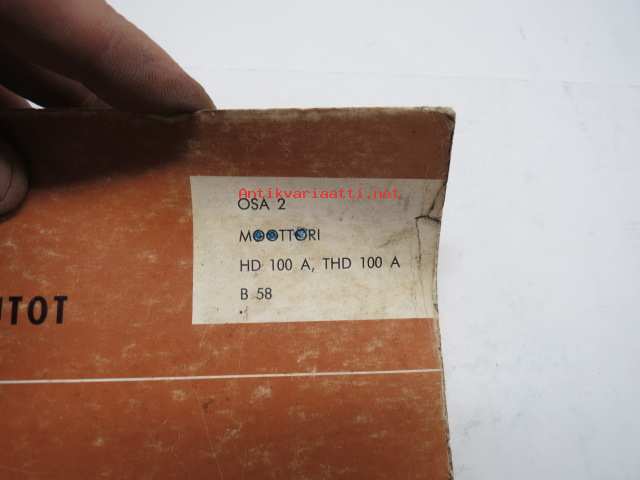 Antikvariaatti.net
OSA 2
MOOTTORI
HD 100 A, THD 100 A
B 58
UTOT